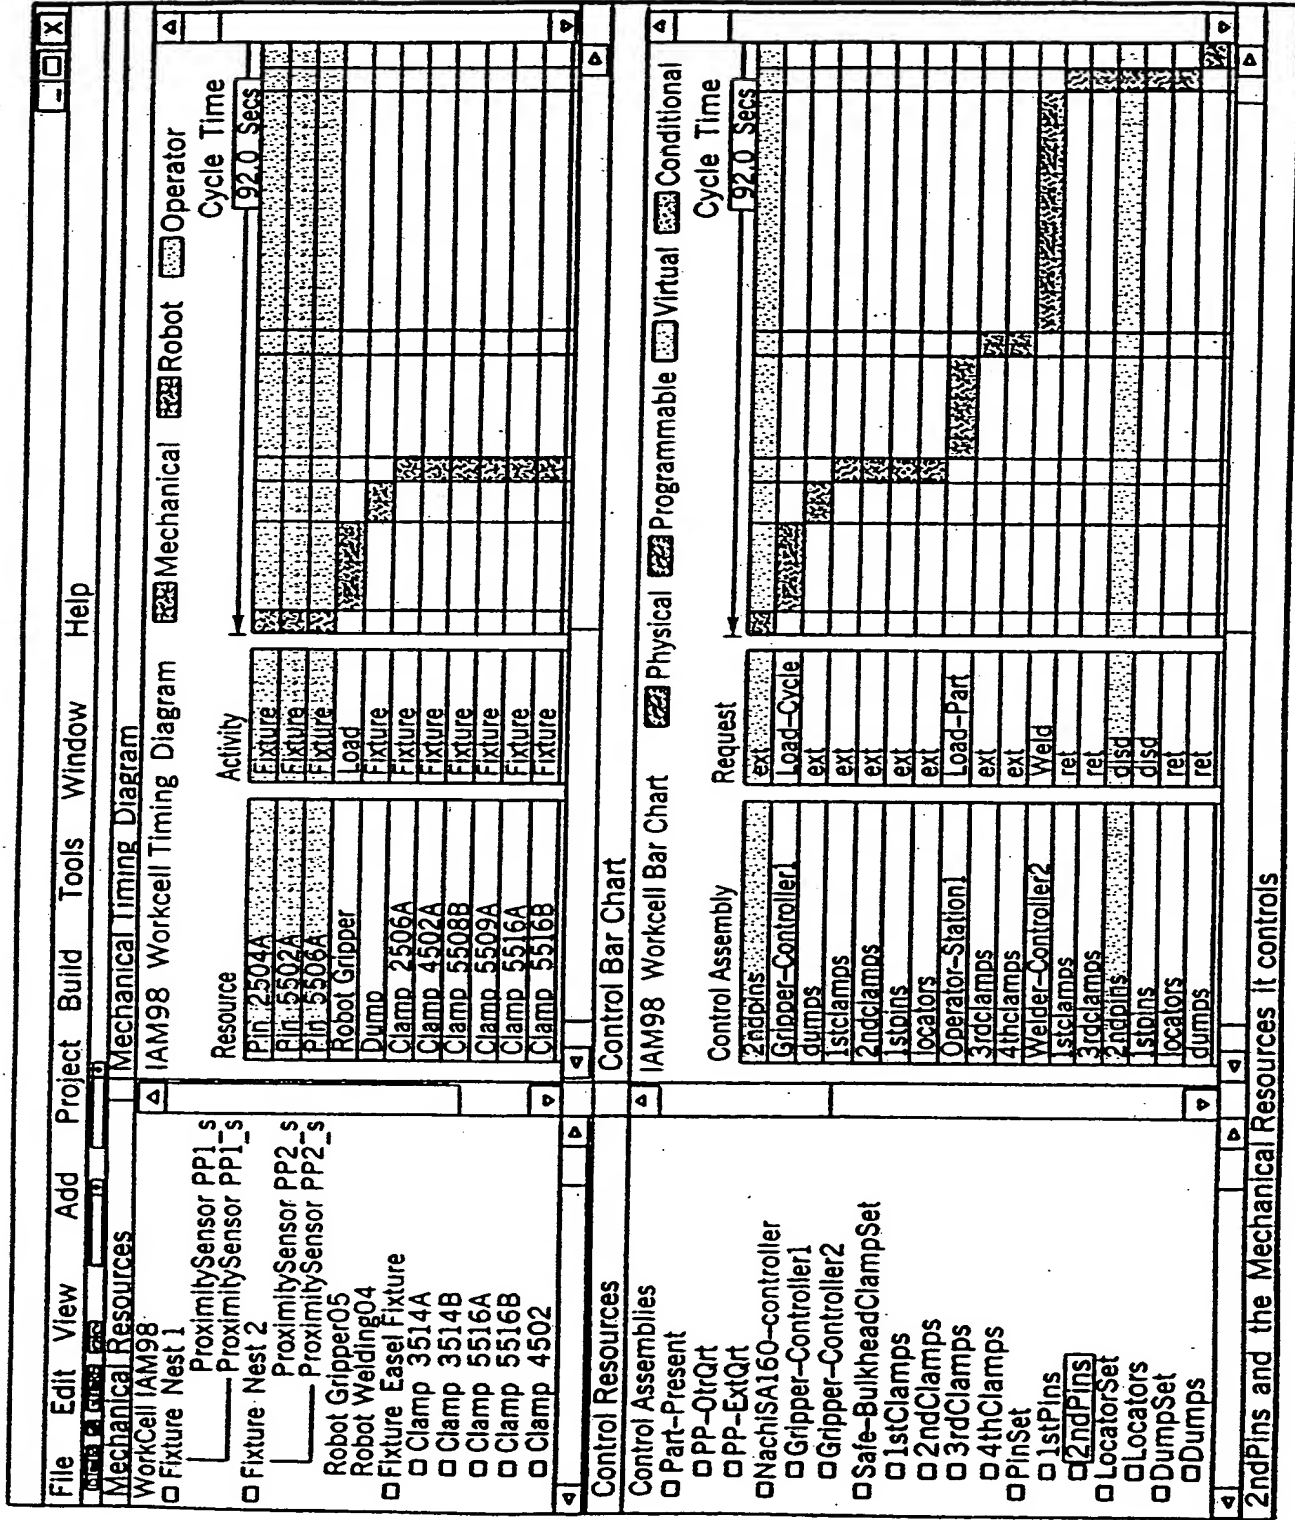 File Edit View Add Project Build Tools Window Help
Mechanical Resources
WorkCell IAM98
Fixture Nest 1
ProximitySensor PP1_s
ProximitySensor PP1_s
Fixture Nest 2
ProximitySensor PP2_s
ProximitySensor PP2_s
Robot Gripper05
Robot Welding04
Fixture Easel Fixture
Clamp 3514A
Clamp 3514B
Clamp 5516A
Clamp 5516B
Clamp 4502
Mechanical Timing Diagram
IAM98 Workcell Timing Diagram Mechanical Robot Operator
Resource Activity Cycle Time
92.0 Secs
Pin 2504A Fixture
Pin 5502A Fixture
Pin 5506A Fixture
Robot Gripper Load
Dump Fixture
Clamp 2506A Fixture
Clamp 4502A Fixture
Clamp 5508B Fixture
Clamp 5509A Fixture
Clamp 5516A Fixture
Clamp 5516B Fixture
Control Resources
Control Assemblies
Part-Present
PP-OtrQrt
PP-ExtQrt
NachiSA160-controller
Gripper-Controller1
Gripper-Controller2
Safe-BulkheadClampSet
1stClamps
2ndClamps
3rdClamps
4thClamps
PinSet
1stPins
2ndPins
LocatorSet
Locators
DumpSet
Dumps
Control Bar Chart
IAM98 Workcell Bar Chart Physical Programmable Virtual Conditional
Control Assembly Request Cycle Time
92.0 Secs
2ndpins ext
Gripper-Controller1 Load-Cycle
dumps ext
1stclamps ext
2ndclamps ext
1stpins ext
locators ext
Operator-Station1 Load-Part
3rdclamps ext
4thclamps ext
Welder-Controller2 Weld
1stclamps ret
3rdclamps ret
2ndpins disd
1stpins disd
locators ret
dumps ret
2ndPins and the Mechanical Resources it controls